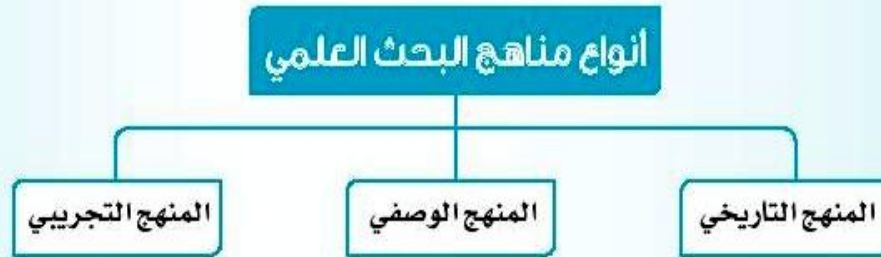 أنواع مناهج البحث العلمي
المنهج التاريخي
المنهج الوصفي
المنهج التجريبي